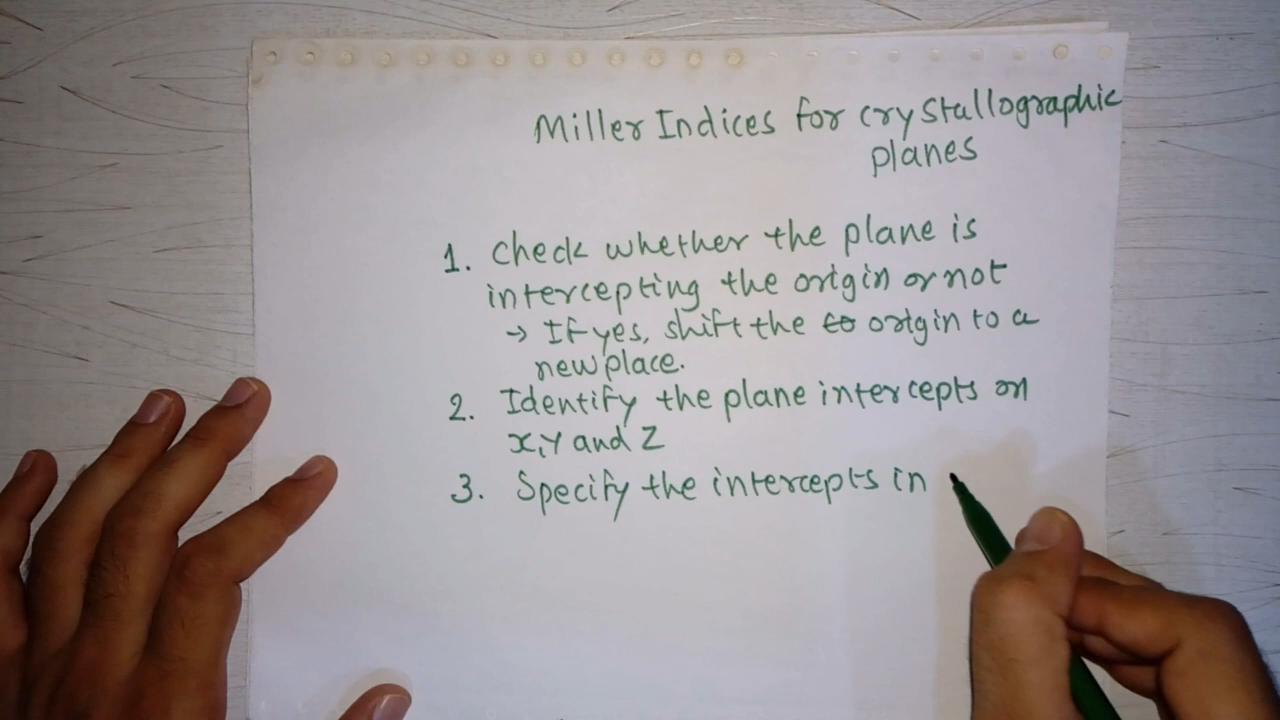 Miller Indices for crystallographic
planes
1. Check whether the plane is
intercepting the origin or not
→ If yes, shift the to origin to a
new place.
2. Identify the plane intercepts on
x, y and z
3. Specify the intercepts in